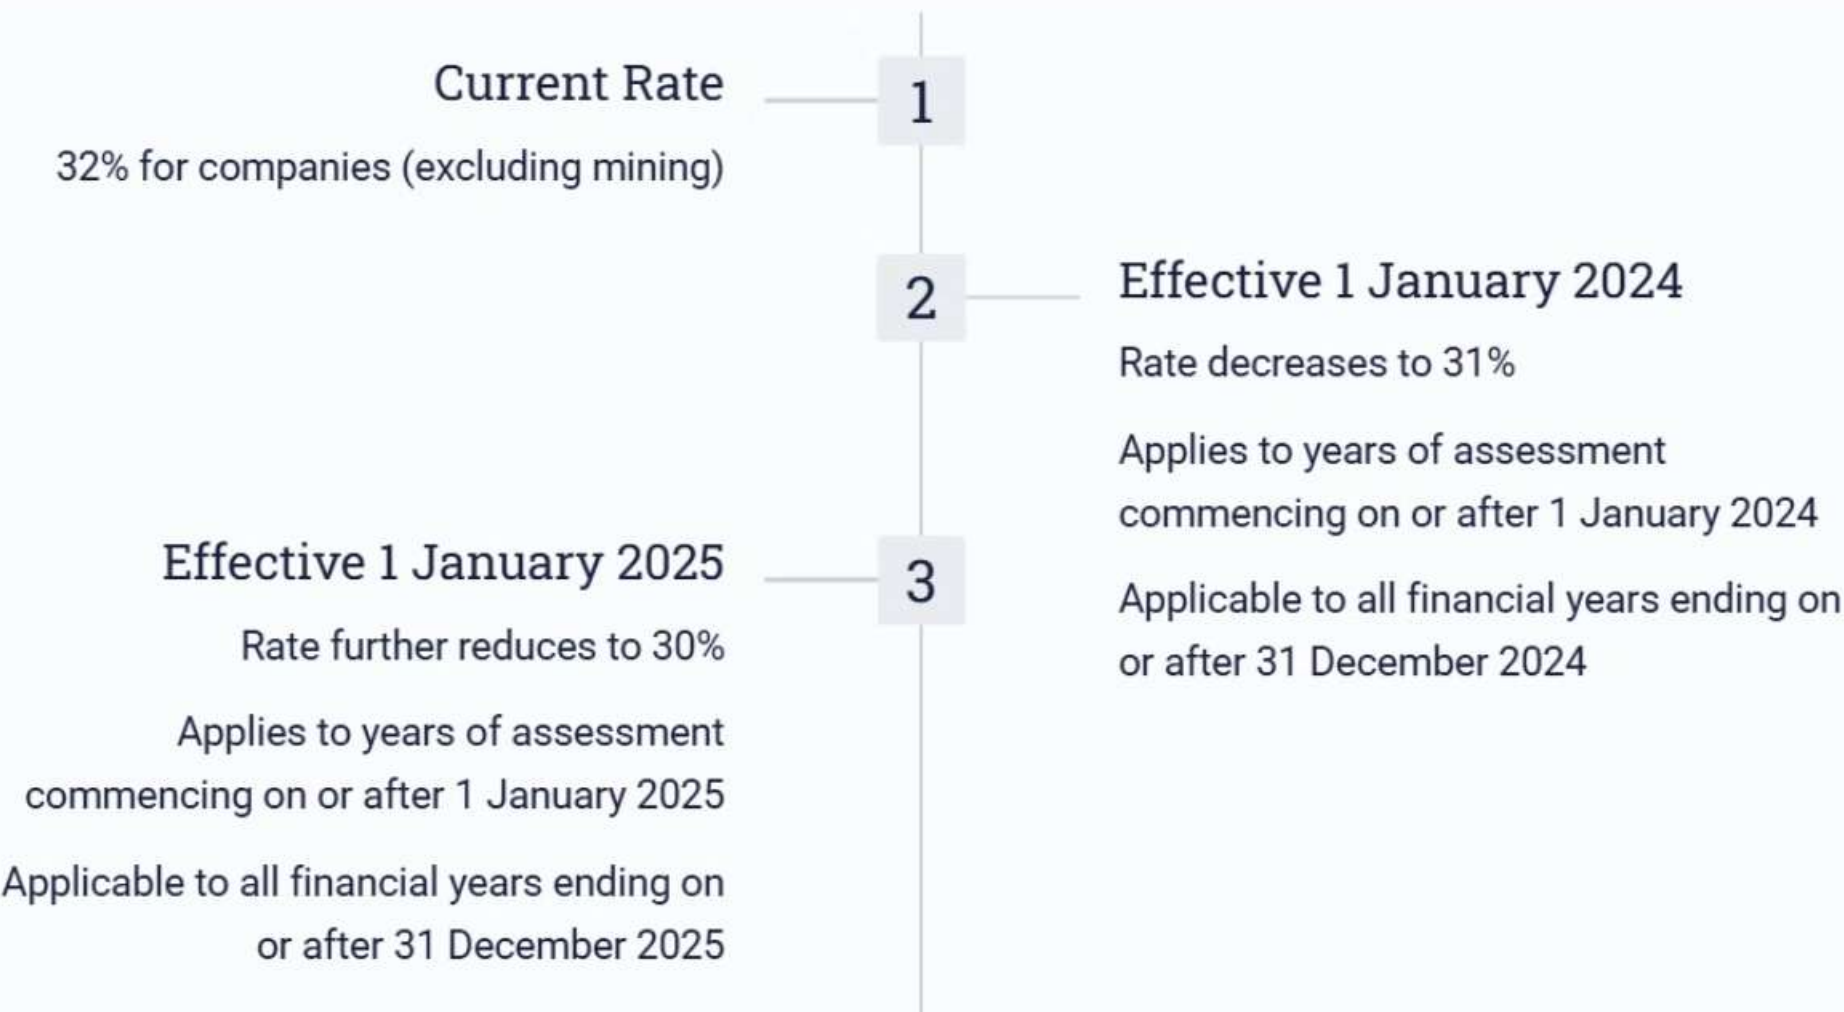 Current Rate
32% for companies (excluding mining)
1
2
Effective 1 January 2024
Rate decreases to 31%
Applies to years of assessment
commencing on or after 1 January 2024
Applicable to all financial years ending on
or after 31 December 2024
3
Effective 1 January 2025
Rate further reduces to 30%
Applies to years of assessment
commencing on or after 1 January 2025
Applicable to all financial years ending on
or after 31 December 2025